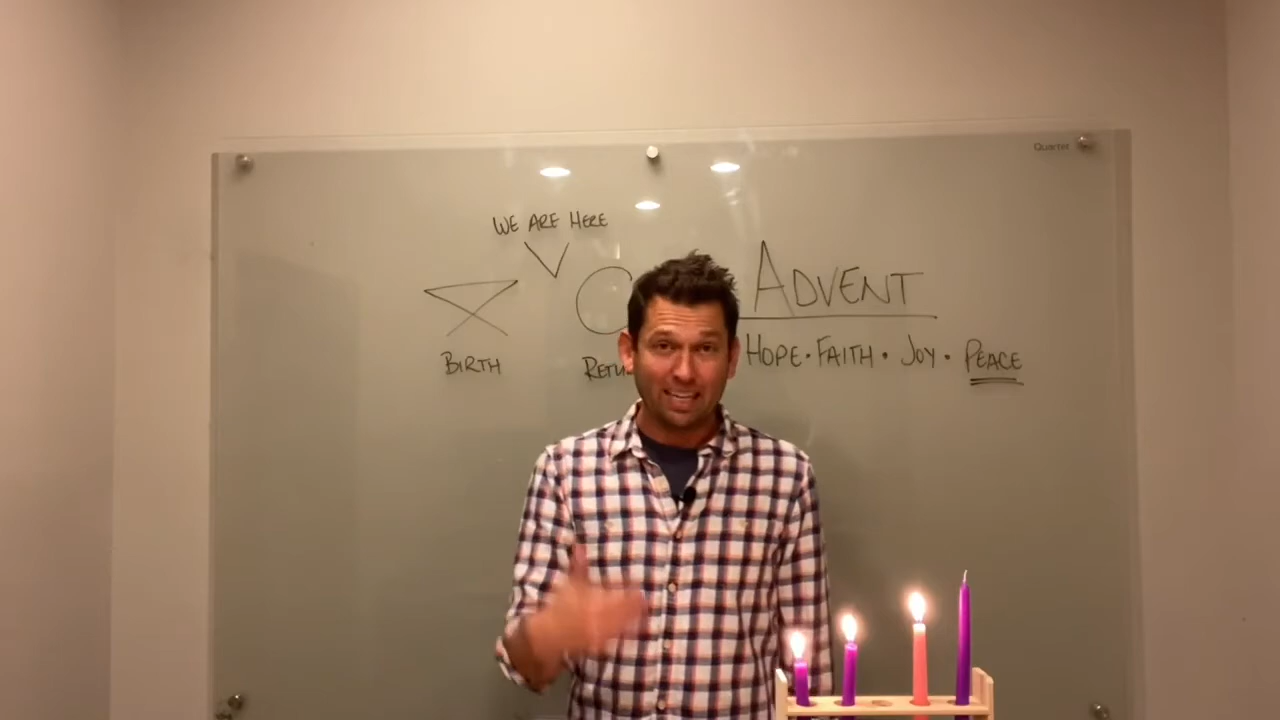 Quartet
WE ARE HERE
ADVENT
HOPE · FAITH · JOY · PEACE
BIRTH